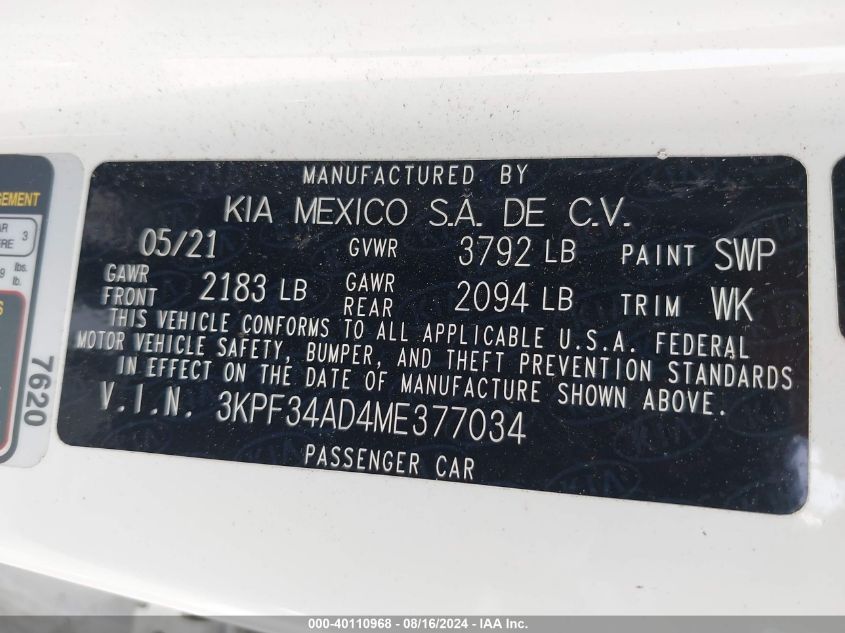 MANUFACTURED BY
KIA MEXICO S.A. DE C.V.
05/21 GVWR 3792 LB PAINT SWP
GAWR FRONT 2183 LB GAWR REAR 2094 LB TRIM WK
THIS VEHICLE CONFORMS TO ALL APPLICABLE U.S.A. FEDERAL
MOTOR VEHICLE SAFETY, BUMPER, AND THEFT PREVENTION STANDARDS
IN EFFECT ON THE DATE OF MANUFACTURE SHOWN ABOVE.
V.I.N. 3KPF34AD4ME377034
PASSENGER CAR
3
lbs.
lb.
7620
000-40110968 - 08/16/2024 - IAA Inc.